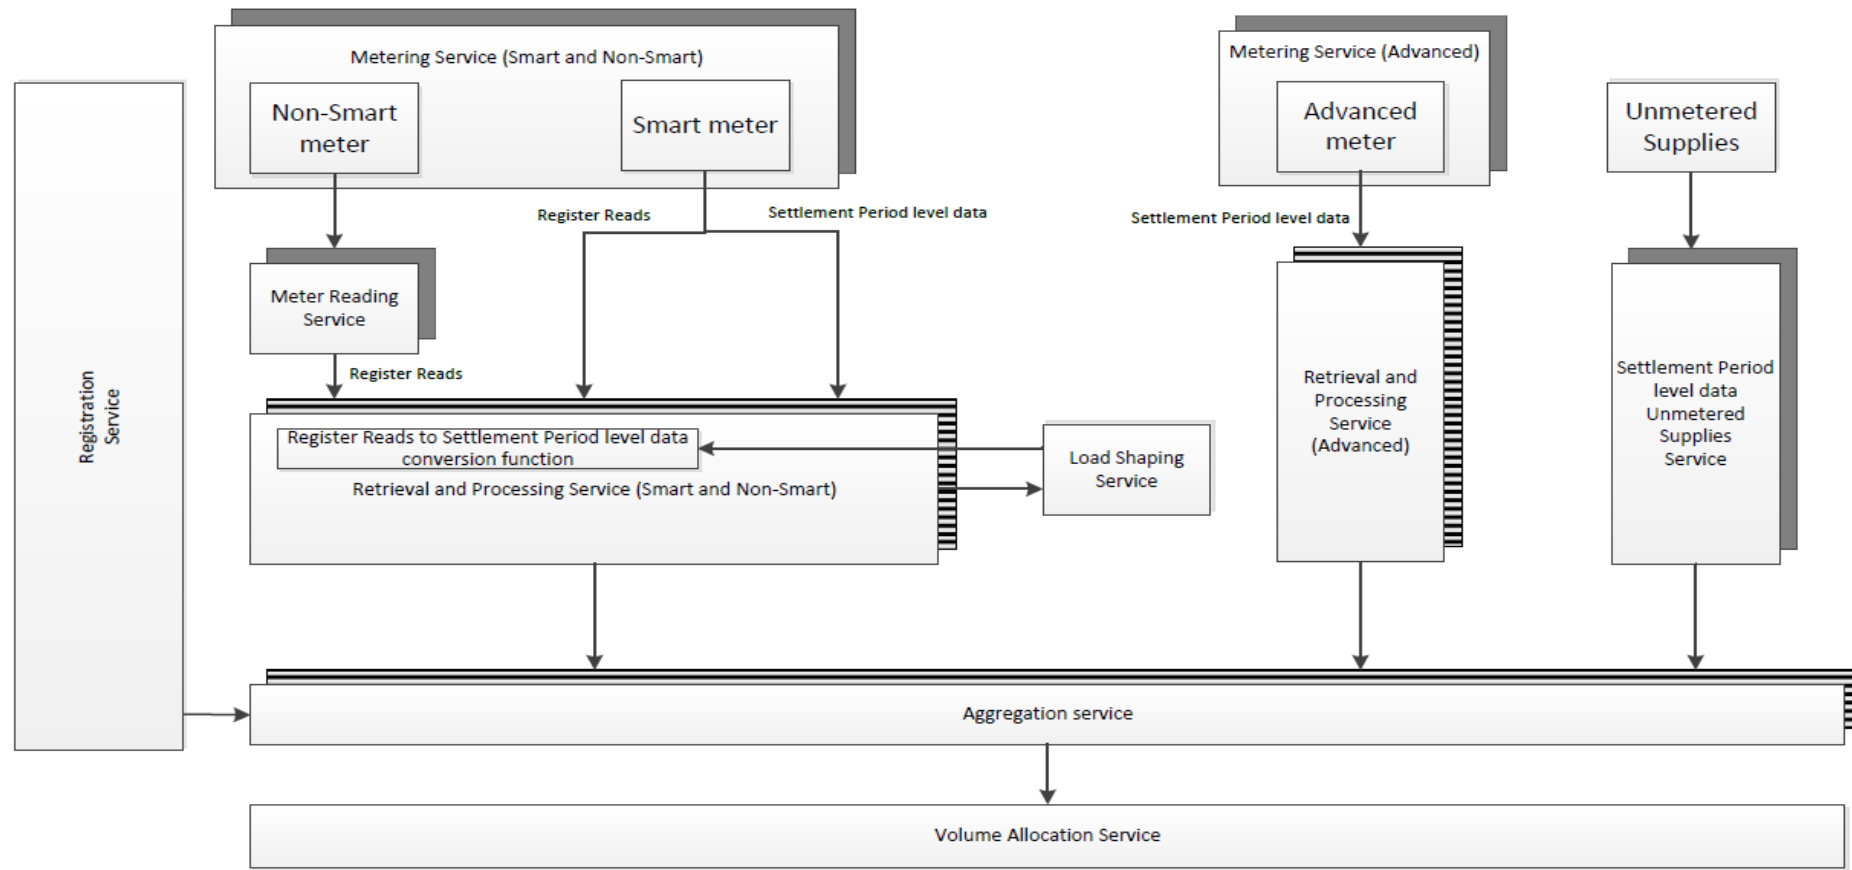 Metering Service (Smart and Non-Smart)
Metering Service (Advanced)
Non-Smart
meter
Smart meter
Advanced
meter
Unmetered
Supplies
Register Reads
Settlement Period level data
Settlement Period level data
Meter Reading
Service
Register Reads
Registration
Service
Register Reads to Settlement Period level data
conversion function
Retrieval and Processing Service (Smart and Non-Smart)
Load Shaping
Service
Retrieval and
Processing
Service
(Advanced)
Settlement Period
level data
Unmetered
Supplies
Service
Aggregation service
Volume Allocation Service